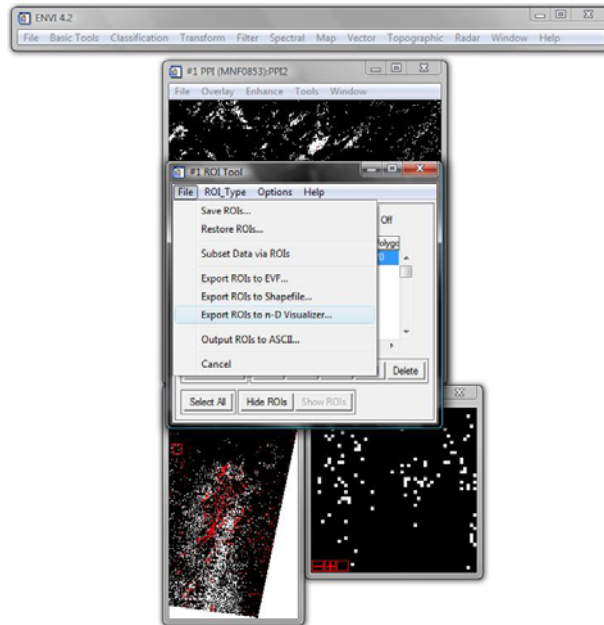 ENVI 4.2
File Basic Tools Classification Transform Filter Spectral Map Vector Topographic Radar Window Help
#1 PPI (MNF0853):PPI2
File Overlay Enhance Tools Window
#1 ROI Tool
File ROI_Type Options Help
Save ROIs...
Off
Restore ROIs...
Subset Data via ROIs
Export ROIs to EVF...
Export ROIs to Shapefile...
Export ROIs to n-D Visualizer...
Output ROIs to ASCII...
Cancel
Delete
Select All Hide ROIs Show ROIs